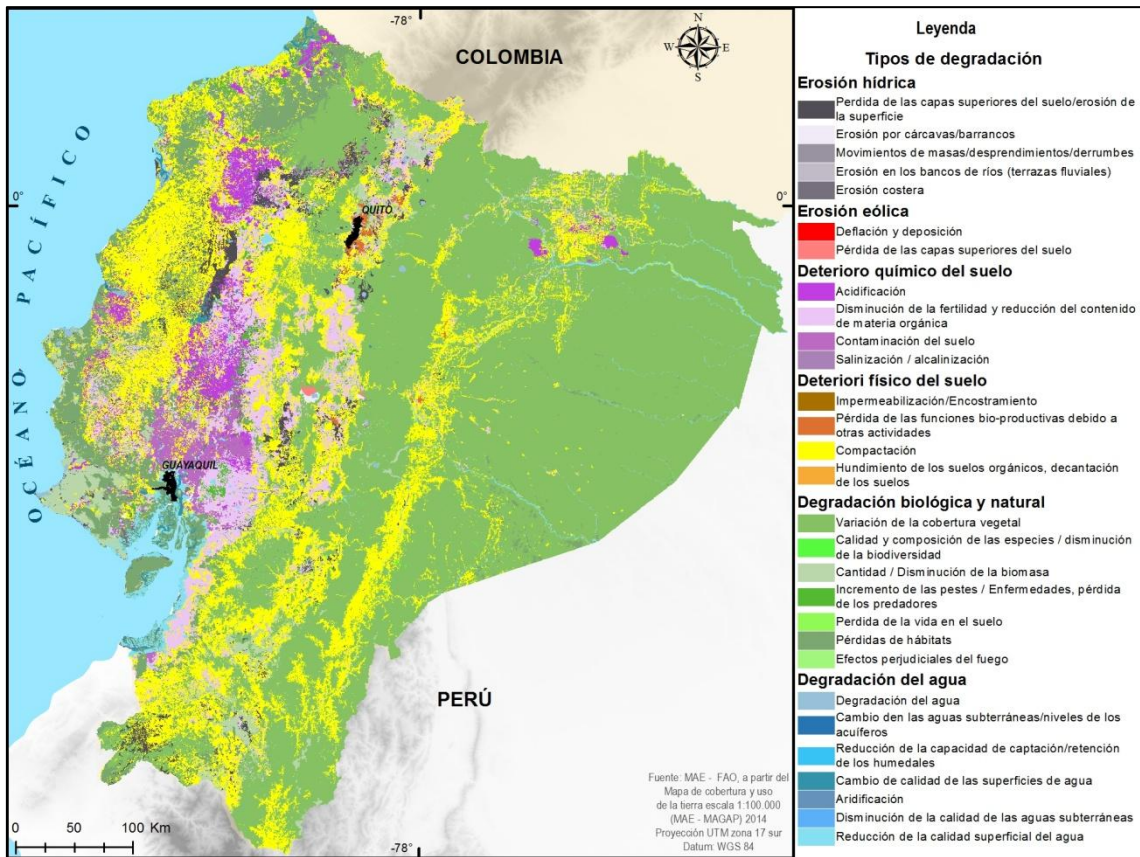 -78°
COLOMBIA
N
W E
S
OCÉANO PACÍFICO
0°
0°
QUITO
GUAYAQUIL
PERÚ
Fuente: MAE - FAO, a partir del
Mapa de cobertura y uso
de la tierra escala 1:100.000
(MAE - MAGAP) 2014
Proyección UTM zona 17 sur
Datum: WGS 84
0 50 100 Km
-78°
Leyenda
Tipos de degradación
Erosión hídrica
Perdida de las capas superiores del suelo/erosión de
la superficie
Erosión por cárcavas/barrancos
Movimientos de masas/desprendimientos/derrumbes
Erosión en los bancos de ríos (terrazas fluviales)
Erosión costera
Erosión eólica
Deflación y deposición
Pérdida de las capas superiores del suelo
Deterioro químico del suelo
Acidificación
Disminución de la fertilidad y reducción del contenido
de materia orgánica
Contaminación del suelo
Salinización / alcalinización
Deteriori físico del suelo
Impermeabilización/Encostramiento
Pérdida de las funciones bio-productivas debido a
otras actividades
Compactación
Hundimiento de los suelos orgánicos, decantación
de los suelos
Degradación biológica y natural
Variación de la cobertura vegetal
Calidad y composición de las especies / disminución
de la biodiversidad
Cantidad / Disminución de la biomasa
Incremento de las pestes / Enfermedades, pérdida
de los predadores
Perdida de la vida en el suelo
Pérdidas de hábitats
Efectos perjudiciales del fuego
Degradación del agua
Degradación del agua
Cambio den las aguas subterráneas/niveles de los
acuíferos
Reducción de la capacidad de captación/retención
de los humedales
Cambio de calidad de las superficies de agua
Aridificación
Disminución de la calidad de las aguas subterráneas
Reducción de la calidad superficial del agua